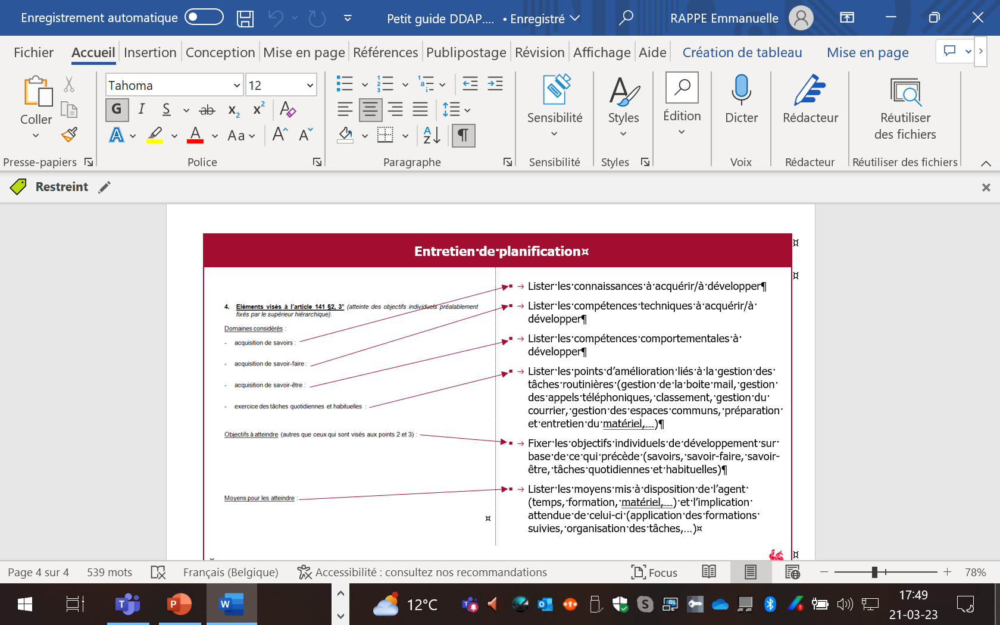 Enregistrement automatique
Petit guide DDAP.... • Enregistré
RAPPE Emmanuelle
Fichier Accueil Insertion Conception Mise en page Références Publipostage Révision Affichage Aide Création de tableau Mise en page
Coller
Presse-papiers
Tahoma 12
G I S ab x₂ x²
A A Aa A A
Police
Paragraphe
Sensibilité
Sensibilité
Styles
Styles
Édition
Dicter
Voix
Rédacteur
Rédacteur
Réutiliser
des fichiers
Réutiliser des fichiers
Restreint
Entretien·de·planification¤
4. Eléments visés à l'article 141 §2, 3° (atteinte des objectifs individuels préalablement
fixés par le supérieur hiérarchique).
Domaines considérés :
- acquisition de savoirs :
- acquisition de savoir-faire :
- acquisition de savoir-être :
- exercice des tâches quotidiennes et habituelles :
Objectifs à atteindre (autres que ceux qui sont visés aux points 2 et 3) :
Moyens pour les atteindre :
¤
▪ → Lister·les·connaissances·à·acquérir/à·développer¶
▪ → Lister·les·compétences·techniques·à·acquérir/à·
développer¶
▪ → Lister·les·compétences·comportementales·à·
développer¶
▪ → Lister·les·points·d'amélioration·liés·à·la·gestion·des·
tâches·routinières·(gestion·de·la·boite·mail,·gestion·
des·appels·téléphoniques,·classement,·gestion·du·
courrier,·gestion·des·espaces·communs,·préparation·
et·entretien·du·matériel,…)¶
▪ → Fixer·les·objectifs·individuels·de·développement·sur·
base·de·ce·qui·précède·(savoirs,·savoir-faire,·savoir-
être,·tâches·quotidiennes·et·habituelles)¶
▪ → Lister·les·moyens·mis·à·disposition·de·l'agent·
(temps,·formation,·matériel,…)·et·l'implication·
attendue·de·celui-ci·(application·des·formations·
suivies,·organisation·des·tâches,…)¤
Page 4 sur 4 539 mots Français (Belgique) Accessibilité : consultez nos recommandations Focus 78%
12°C
17:49
21-03-23